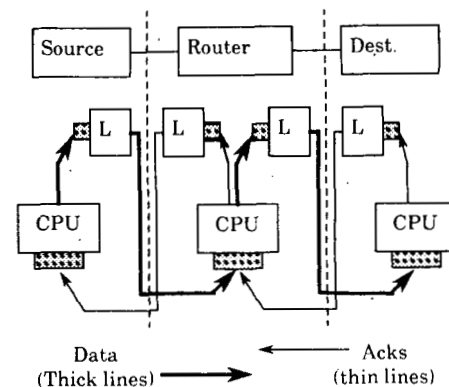 Source Router Dest.
L L L L
CPU CPU CPU
Data Acks
(Thick lines) (thin lines)